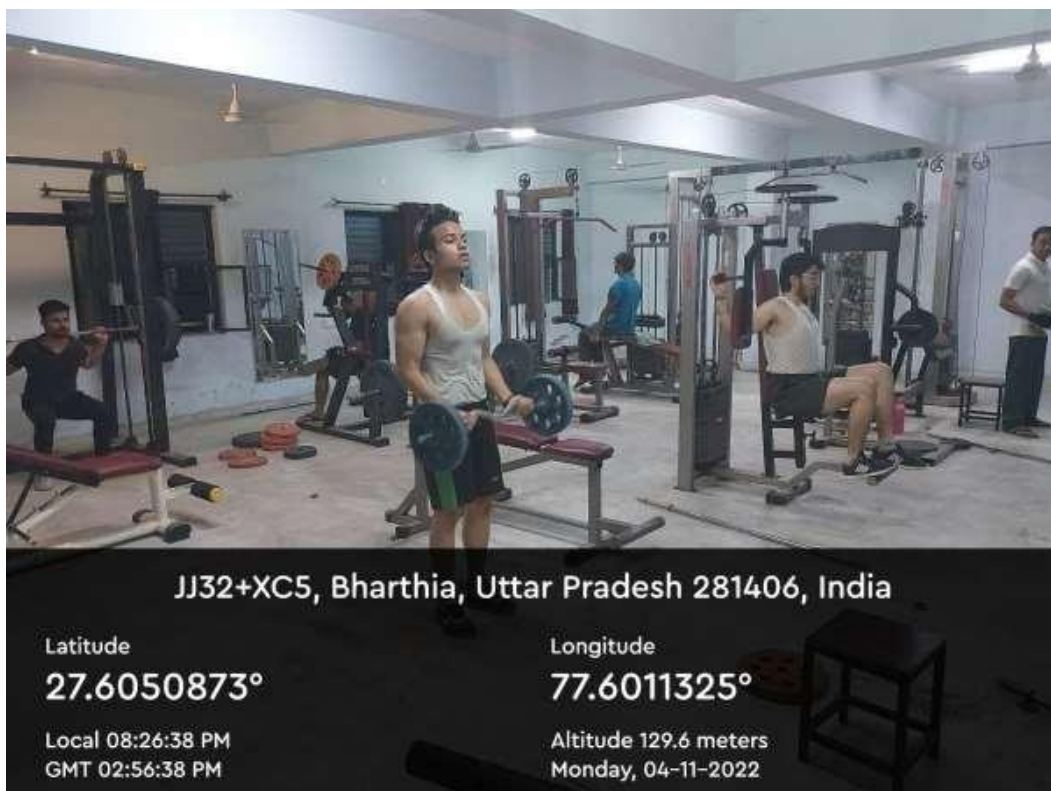 JJ32+XC5, Bharthia, Uttar Pradesh 281406, India
Latitude
27.6050873°
Local 08:26:38 PM
GMT 02:56:38 PM
Longitude
77.6011325°
Altitude 129.6 meters
Monday, 04-11-2022